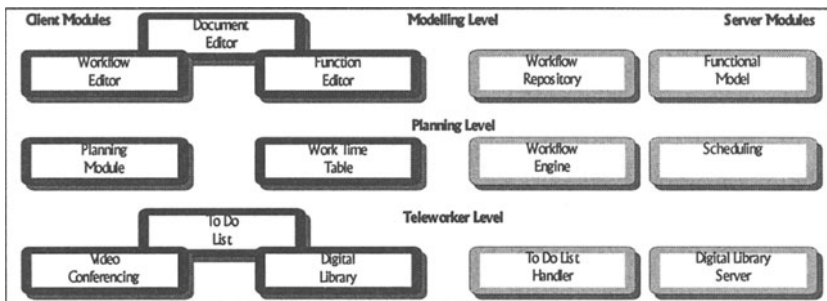 Client Modules
Document
Editor
Modelling Level
Server Modules
Workflow
Editor
Function
Editor
Workflow
Repository
Functional
Model
Planning Level
Planning
Module
Work Time
Table
Workflow
Engine
Scheduling
To Do
List
Teleworker Level
Video
Conferencing
Digital
Library
To Do List
Handler
Digital Library
Server